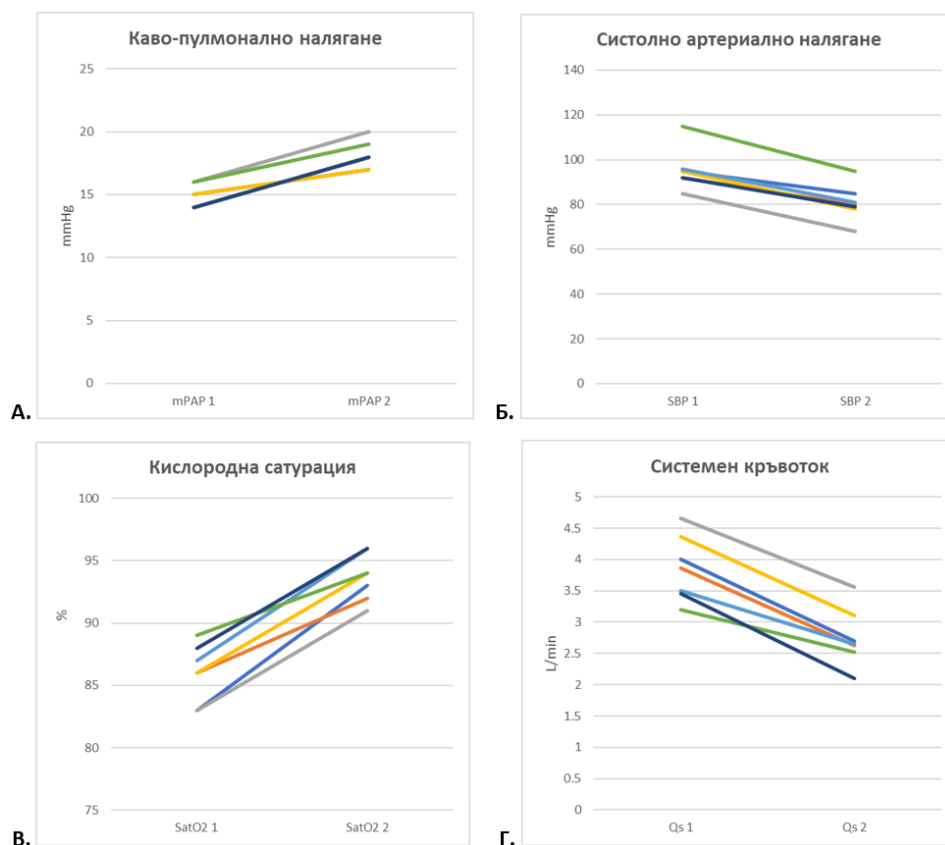 Каво-пулмонално налягане
25
20
15
10
5
0
mmHg
mPAP 1 mPAP 2
А.
Систолно артериално налягане
140
120
100
80
60
40
20
0
mmHg
SBP 1 SBP 2
Б.
Кислородна сатурация
100
95
90
85
80
75
%
SatO2 1 SatO2 2
В.
Системен кръвоток
5
4.5
4
3.5
3
2.5
2
1.5
1
0.5
0
L/min
Qs 1 Qs 2
Г.